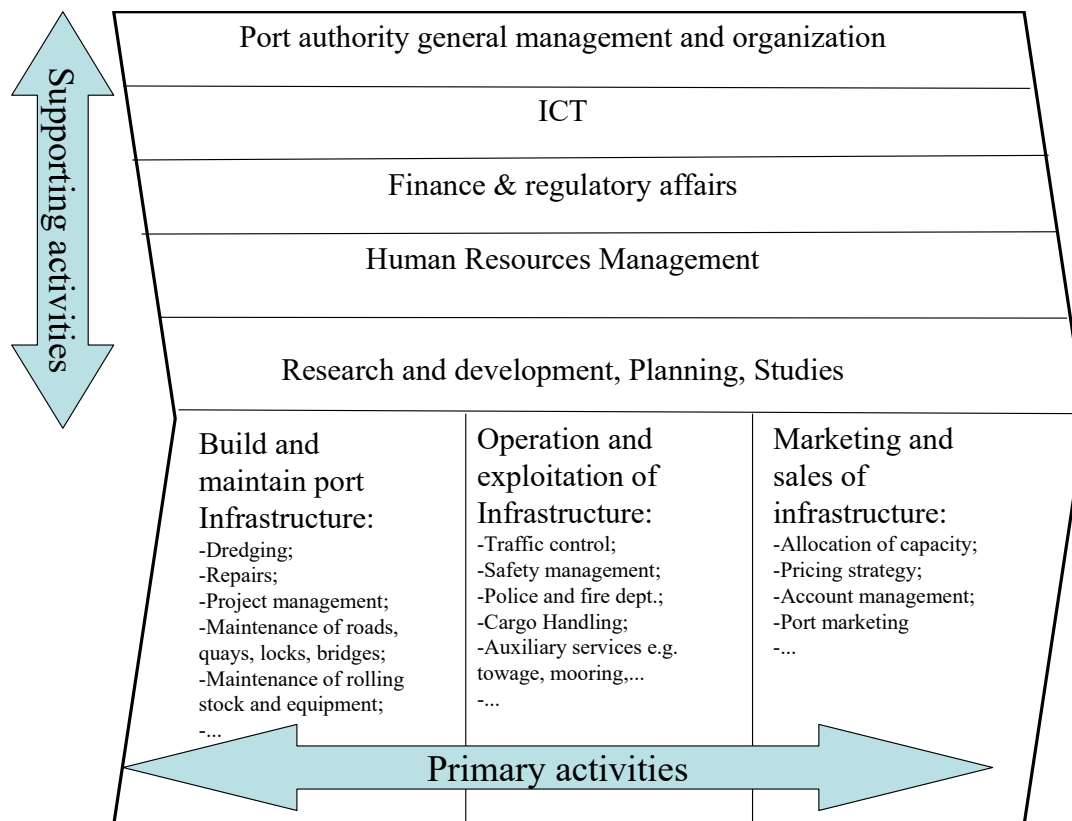 Supporting activities
Port authority general management and organization
ICT
Finance & regulatory affairs
Human Resources Management
Research and development, Planning, Studies
Build and
maintain port
Infrastructure:
-Dredging;
-Repairs;
-Project management;
-Maintenance of roads,
quays, locks, bridges;
-Maintenance of rolling
stock and equipment;
-...
Operation and
exploitation of
Infrastructure:
-Traffic control;
-Safety management;
-Police and fire dept.;
-Cargo Handling;
-Auxiliary services e.g.
towage, mooring,...
-...
Marketing and
sales of
infrastructure:
-Allocation of capacity;
-Pricing strategy;
-Account management;
-Port marketing
-...
Primary activities